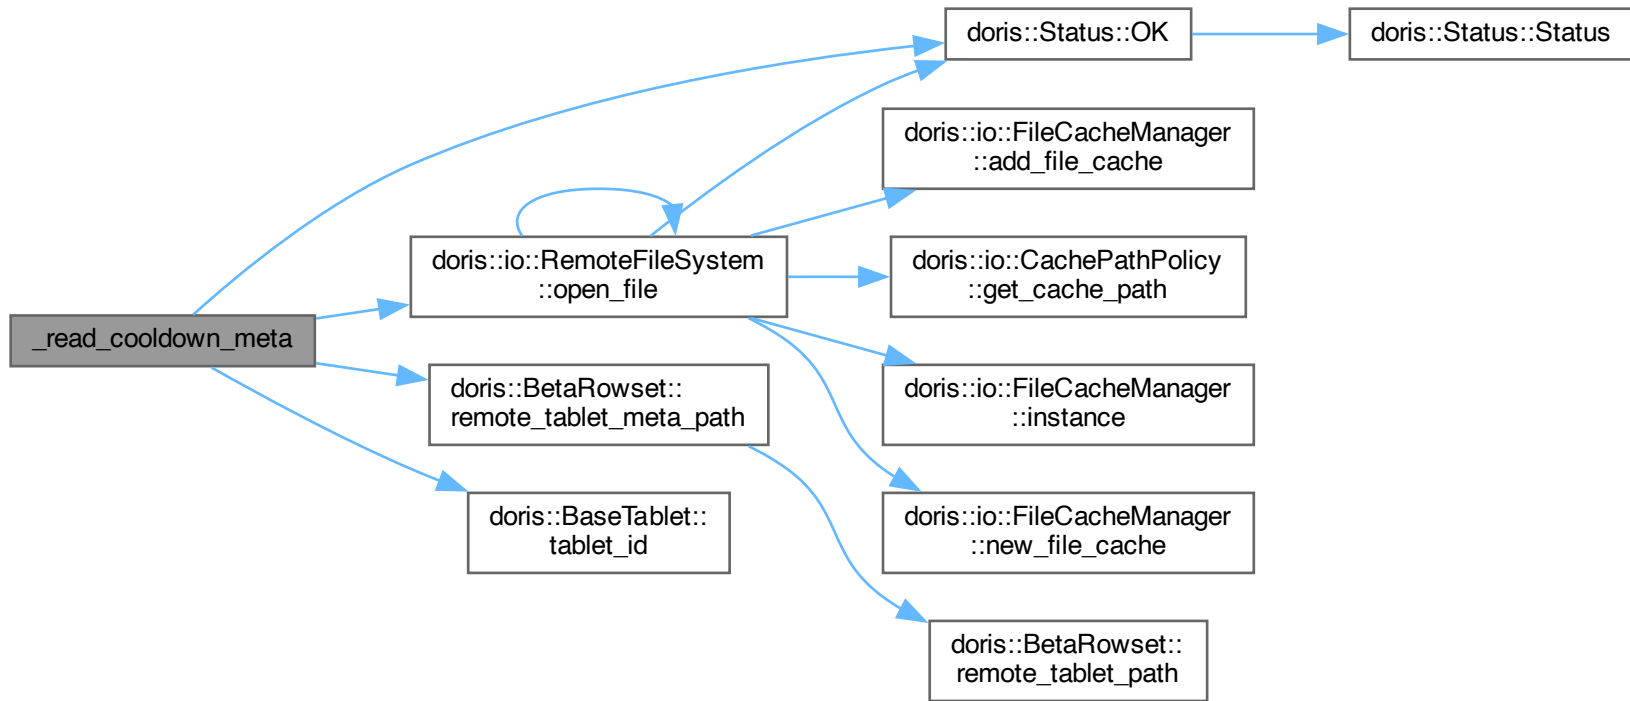 _read_cooldown_meta
doris::Status::OK
doris::Status::Status
doris::io::RemoteFileSystem
::open_file
doris::io::FileCacheManager
::add_file_cache
doris::io::CachePathPolicy
::get_cache_path
doris::io::FileCacheManager
::instance
doris::io::FileCacheManager
::new_file_cache
doris::BetaRowset::
remote_tablet_meta_path
doris::BetaRowset::
remote_tablet_path
doris::BaseTablet::
tablet_id